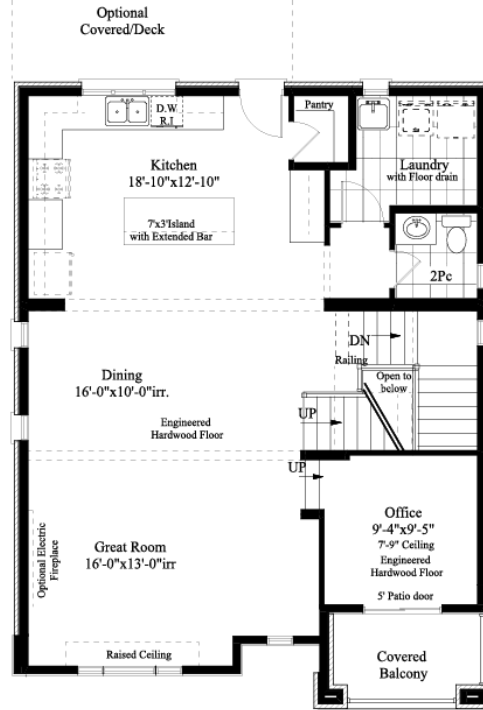 Optional
Covered/Deck
D.W
R.I
Pantry
Kitchen
18'-10"x12'-10"
Laundry
with Floor drain
7'x3'Island
with Extended Bar
2Pc
DN
Railing
Dining
16'-0"x10'-0"irr.
Open to
below
UP
Engineered
Hardwood Floor
UP
Office
9'-4"x9'-5"
7'-9" Ceiling
Engineered
Hardwood Floor
Great Room
16'-0"x13'-0"irr
Optional Electric
Fireplace
5' Patio door
Raised Ceiling
Covered
Balcony